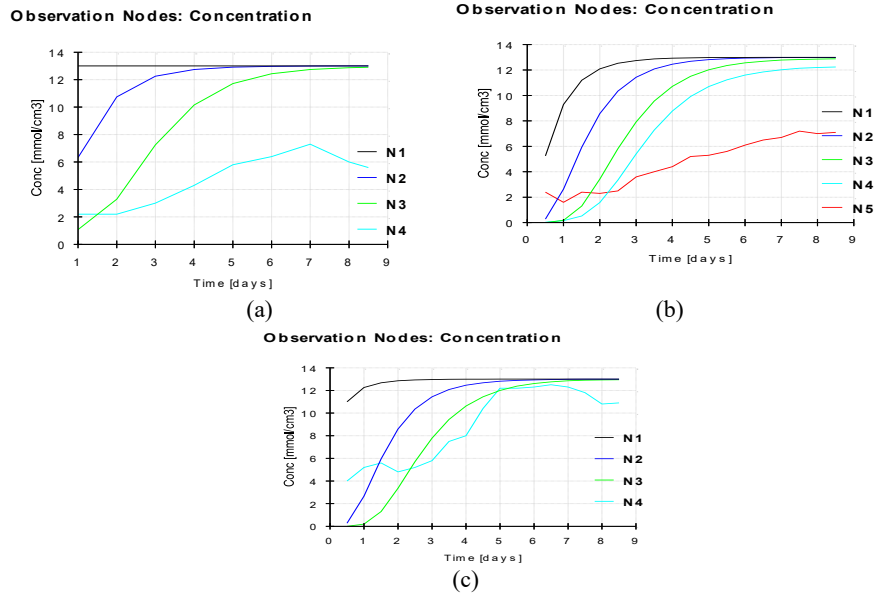 Observation Nodes: Concentration
Conc [mmol/cm3]
14
12
10
8
6
4
2
0
1
2
3
4
5
6
7
8
9
Time [days]
N1
N2
N3
N4
(a)
Observation Nodes: Concentration
Conc [mmol/cm3]
14
12
10
8
6
4
2
0
0
1
2
3
4
5
6
7
8
9
Time [days]
N1
N2
N3
N4
N5
(b)
Observation Nodes: Concentration
Conc [mmol/cm3]
14
12
10
8
6
4
2
0
0
1
2
3
4
5
6
7
8
9
Time [days]
N1
N2
N3
N4
(c)